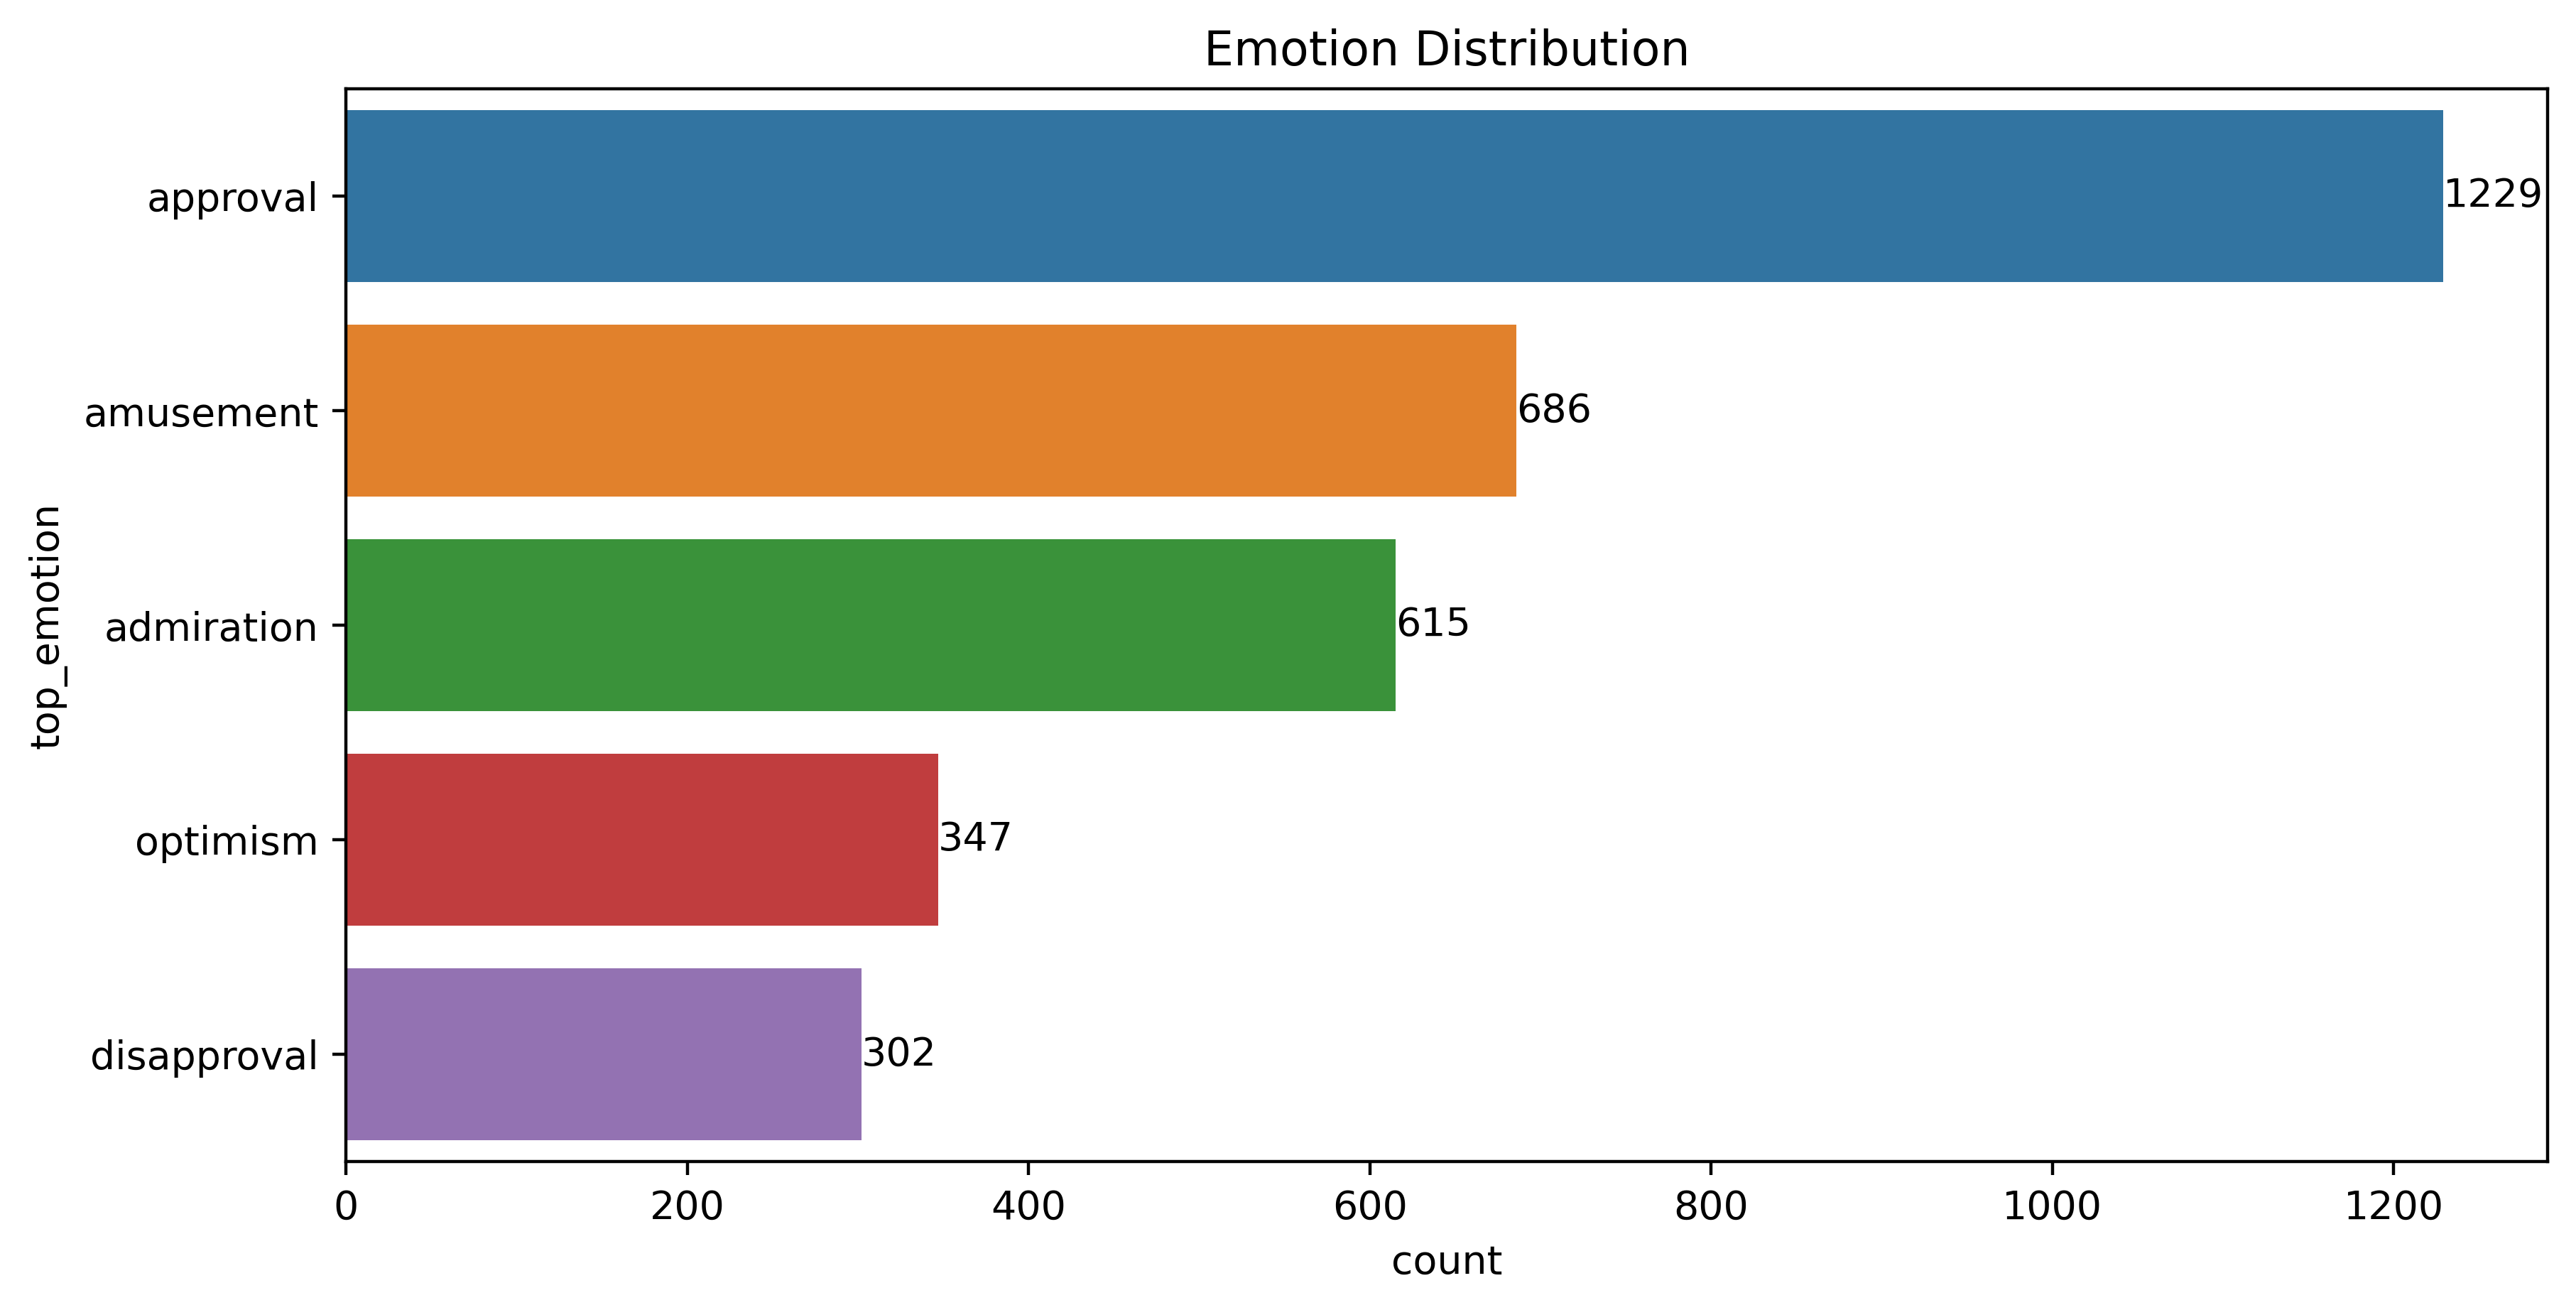 Emotion Distribution
approval
1229
amusement
686
admiration
615
optimism
347
disapproval
302
top_emotion
0 200 400 600 800 1000 1200
count